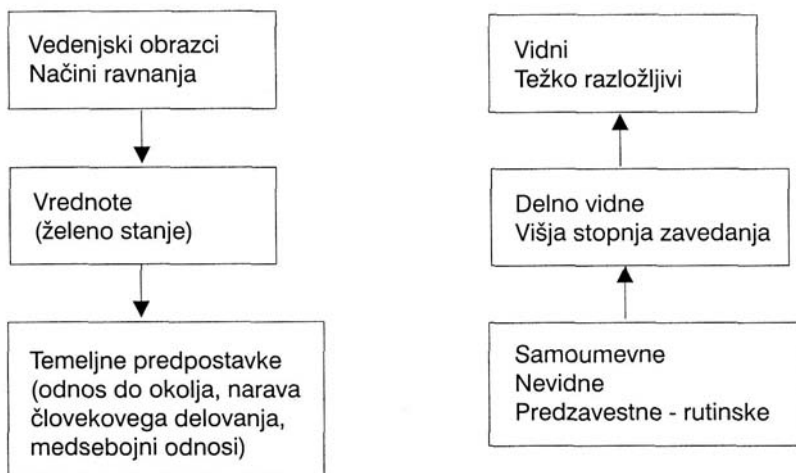 Vedenjski obrazci
Načini ravnanja
Vrednote
(želeno stanje)
Temeljne predpostavke
(odnos do okolja, narava
človekovega delovanja,
medsebojni odnosi)
Vidni
Težko razložljivi
Delno vidne
Višja stopnja zavedanja
Samoumevne
Nevidne
Predzavestne - rutinske